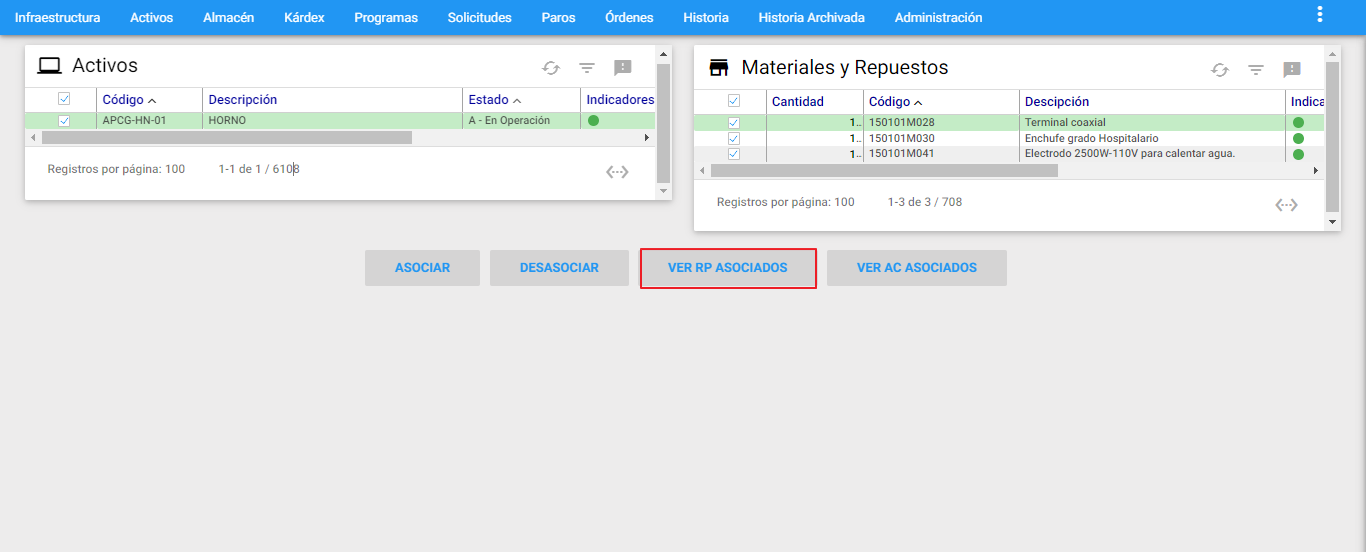 Infraestructura Activos Almacén Kárdex Programas Solicitudes Paros Órdenes Historia Historia Archivada Administración
Activos
Código Descripción Estado Indicadores
APCG-HN-01 HORNO A - En Operación
Registros por página: 100 1-1 de 1 / 6108
Materiales y Repuestos
Cantidad Código Descipción Indica
1.. 150101M028 Terminal coaxial
1.. 150101M030 Enchufe grado Hospitalario
1.. 150101M041 Electrodo 2500W-110V para calentar agua.
Registros por página: 100 1-3 de 3 / 708
ASOCIAR DESASOCIAR VER RP ASOCIADOS VER AC ASOCIADOS